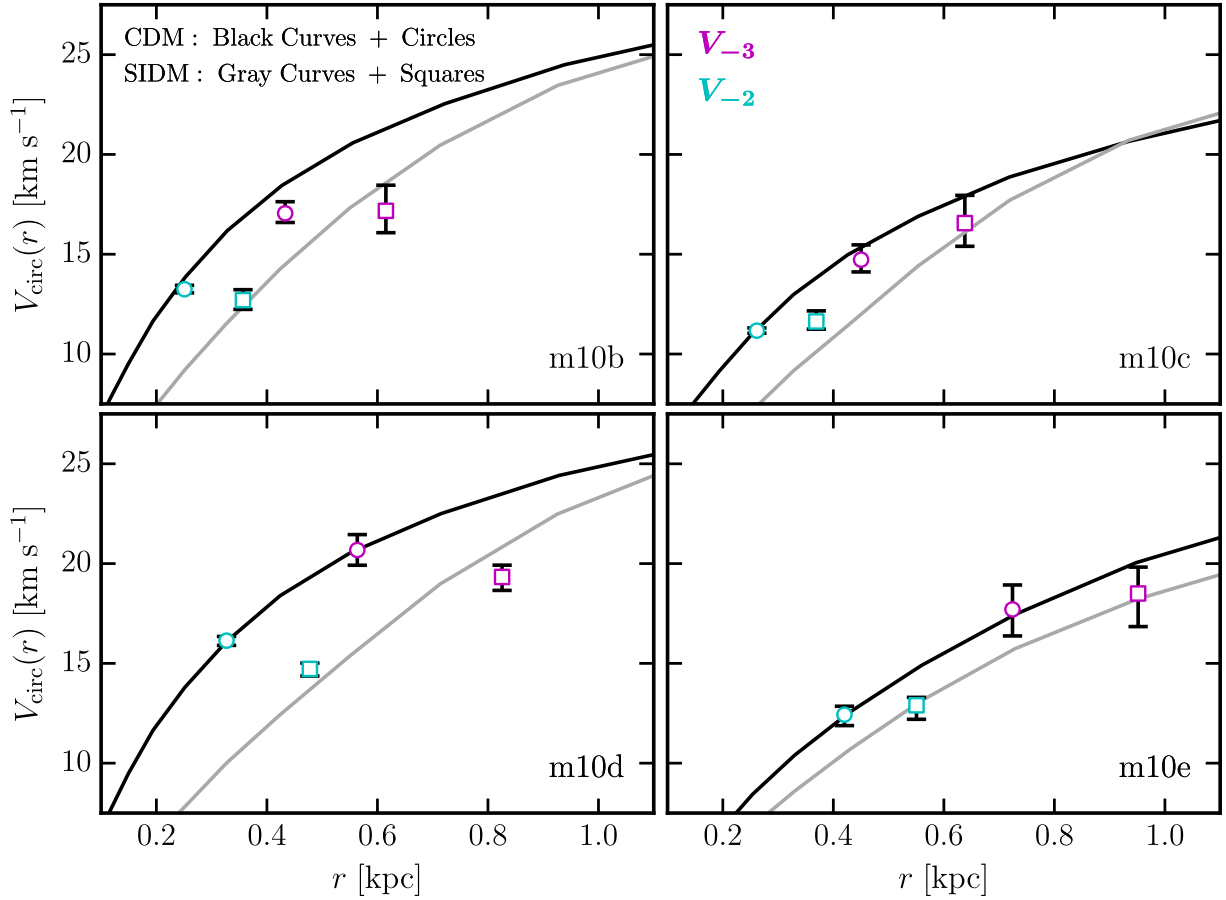 CDM : Black Curves + Circles
SIDM : Gray Curves + Squares
V₋₃
V₋₂
25
20
15
10
V_circ(r) [km s⁻¹]
m10b
m10c
25
20
15
10
V_circ(r) [km s⁻¹]
m10d
m10e
0.2 0.4 0.6 0.8 1.0
0.2 0.4 0.6 0.8 1.0
r [kpc]
r [kpc]